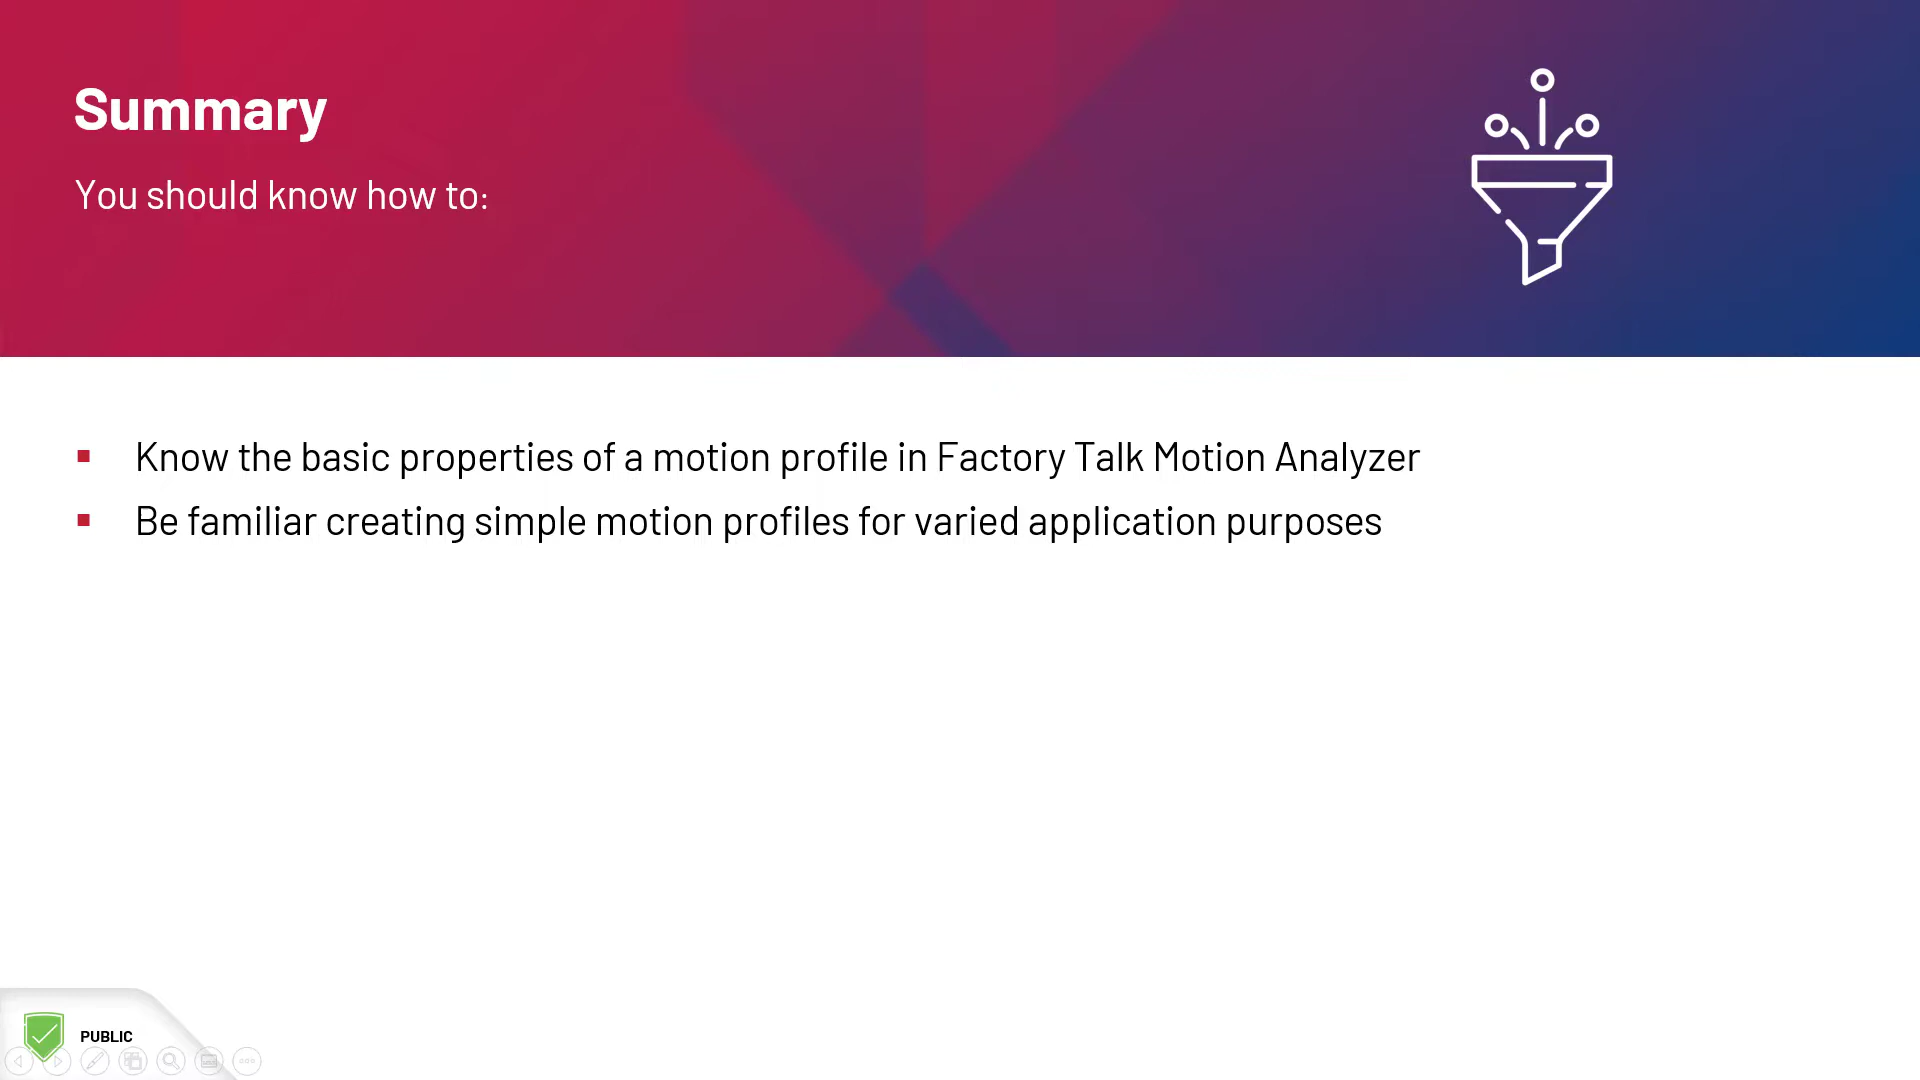 Summary
You should know how to:
Know the basic properties of a motion profile in Factory Talk Motion Analyzer
Be familiar creating simple motion profiles for varied application purposes
PUBLIC